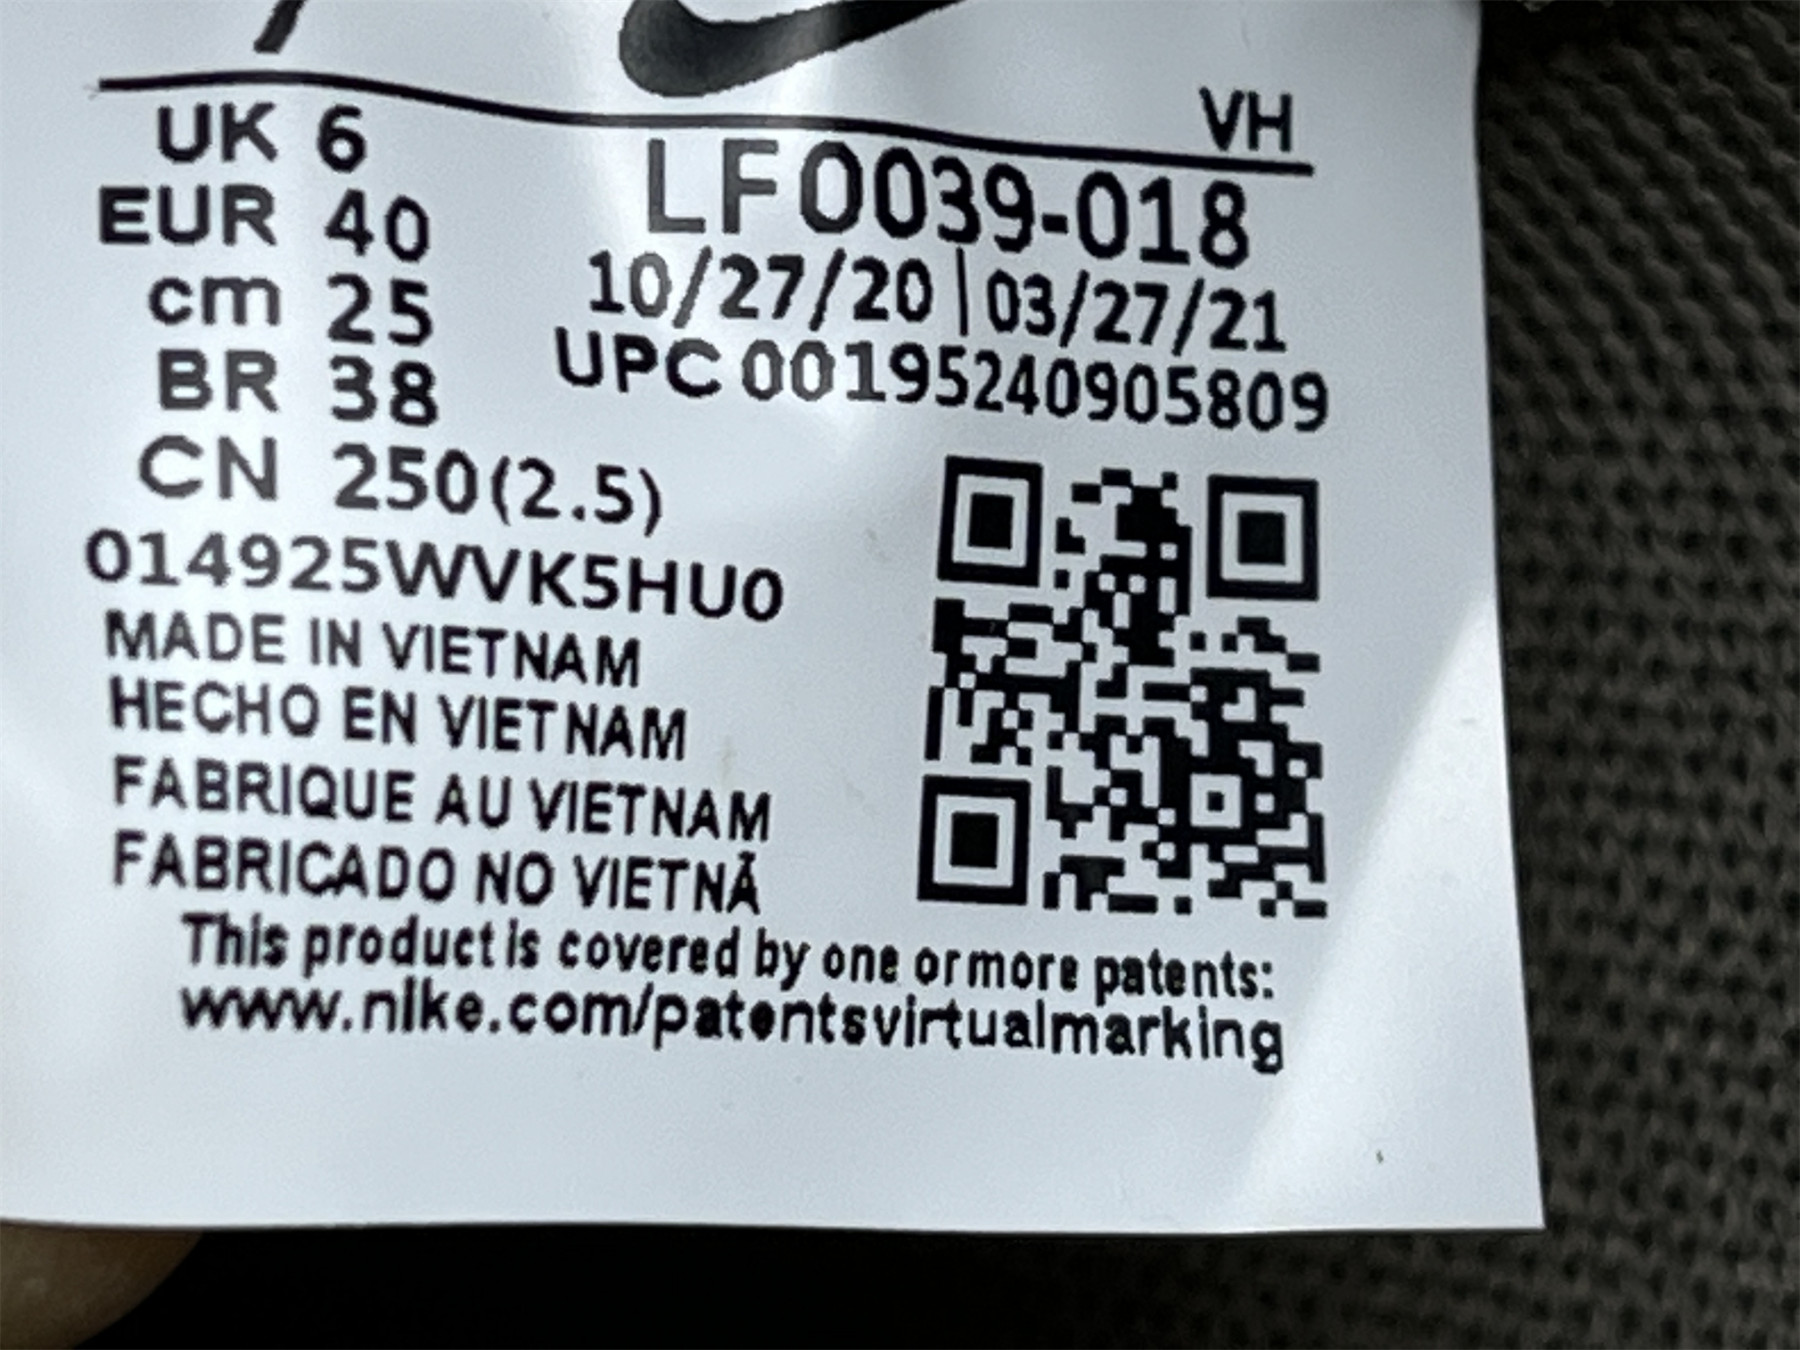 VH
UK 6
EUR 40
cm 25
BR 38
CN 250(2.5)
LF0039-018
10/27/20|03/27/21
UPC 00195240905809
014925WVK5HU0
MADE IN VIETNAM
HECHO EN VIETNAM
FABRIQUE AU VIETNAM
FABRICADO NO VIETNÃ
This product is covered by one or more patents:
www.nike.com/patentsvirtualmarking